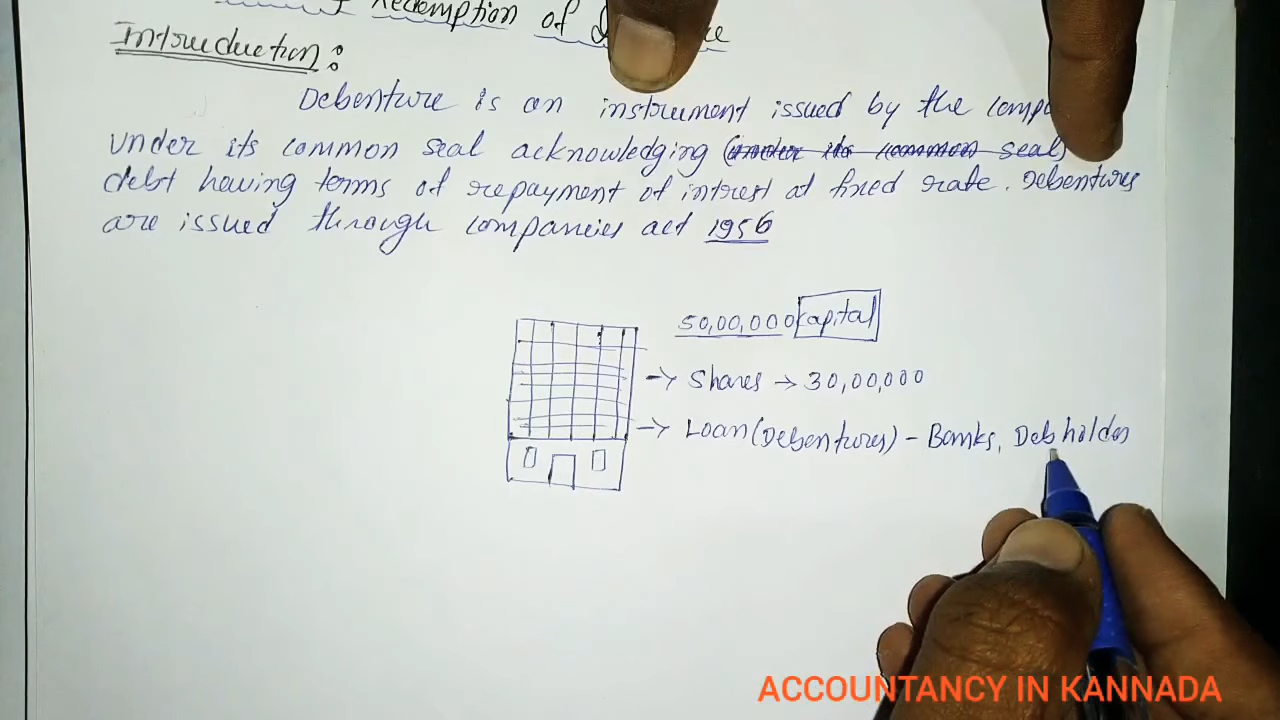 Redemption of
Introduction:
Debenture is an instrument issued by the
under its common seal acknowledging (under its common seal)
debt having terms of repayment of interest at fixed rate. Debentures
are issued through companies act 1956
50,00,000 Capital
→ Shares → 30,00,000
→ Loan (Debentures) - Banks, Debholder
ACCOUNTANCY IN KANNADA